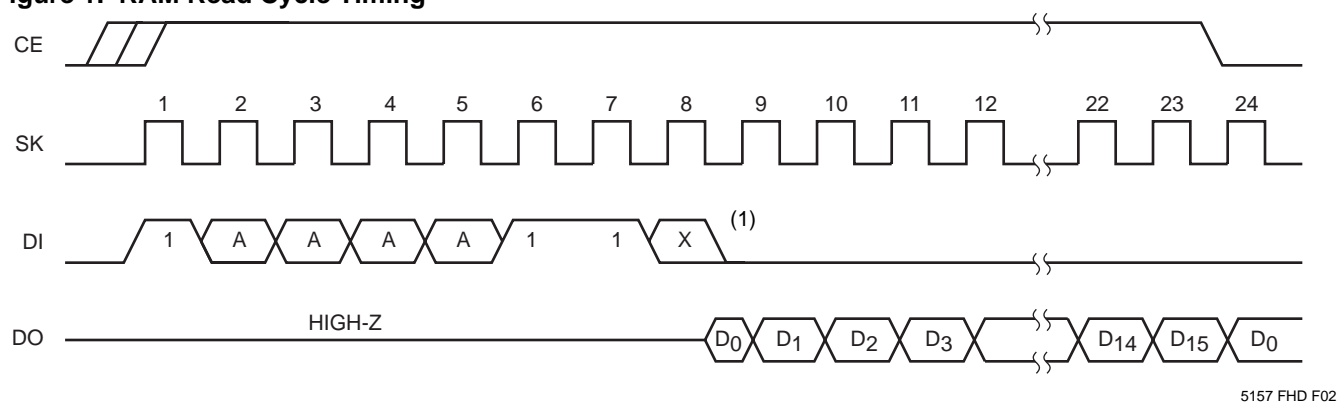 Figure 1. RAM Read Cycle Timing
CE
1 2 3 4 5 6 7 8 9 10 11 12 22 23 24
SK
(1)
DI 1 A A A A 1 1 X
HIGH-Z
DO D0 D1 D2 D3 D14 D15 D0
5157 FHD F02